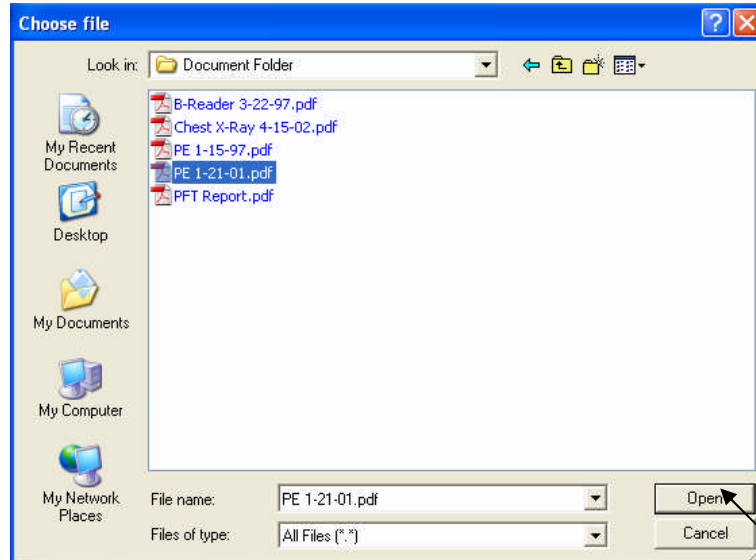 Choose file
Look in: Document Folder
My Recent
Documents
Desktop
My Documents
My Computer
My Network
Places
B-Reader 3-22-97.pdf
Chest X-Ray 4-15-02.pdf
PE 1-15-97.pdf
PE 1-21-01.pdf
PFT Report.pdf
File name: PE 1-21-01.pdf
Open
Files of type: All Files (*.*)
Cancel